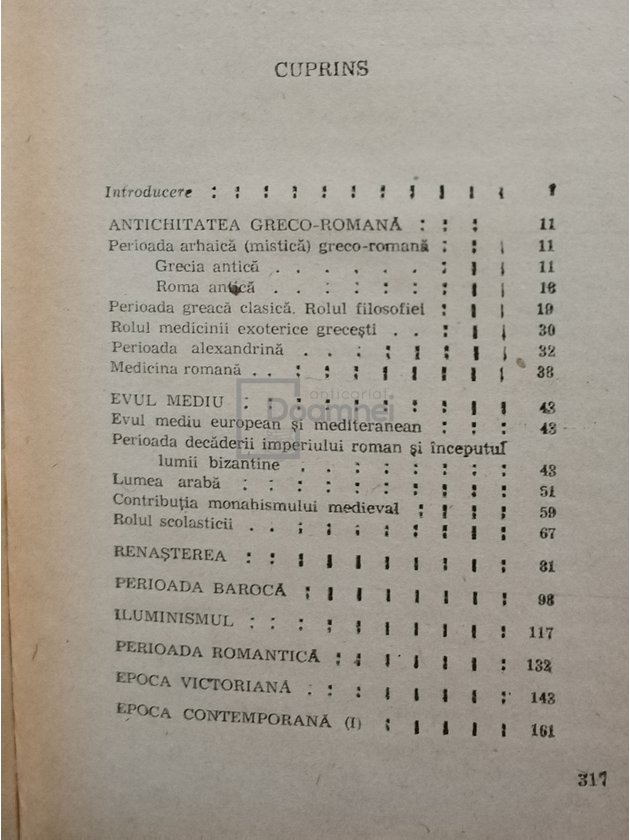 CUPRINS
Introducere : : : : : : : : : : :
ANTICHITATEA GRECO-ROMANĂ : : : 11
Perioada arhaică (mistică) greco-romană : : : 11
Grecia antică . . . . . . : : : 11
Roma antică . . : : : : : : : 16
Perioada greacă clasică. Rolul filosofiei : : : 19
Rolul medicinii exoterice grecești . . : : : 30
Perioada alexandrină . . . : : : : : 32
Medicina romană . . : : : : : : : : 38
EVUL MEDIU : : : : : : : : : : 43
Evul mediu european și mediteranean : : : 43
Perioada decăderii imperiului roman și începutul
lumii bizantine . . : : : : : : 43
Lumea arabă : : : : : : : : : : 51
Contribuția monahismului medieval : : : : 59
Rolul scolasticii . . : : : : : : : 67
RENAȘTEREA : : : : : : : : : : 81
PERIOADA BAROCĂ : : : : : : : : 98
ILUMINISMUL : : : : : : : : : : 117
PERIOADA ROMANTICĂ : : : : : : : 132
EPOCA VICTORIANĂ . : : : : : : : 143
EPOCA CONTEMPORANĂ (I) : : : : : 161
317
anticariat
Doamnei